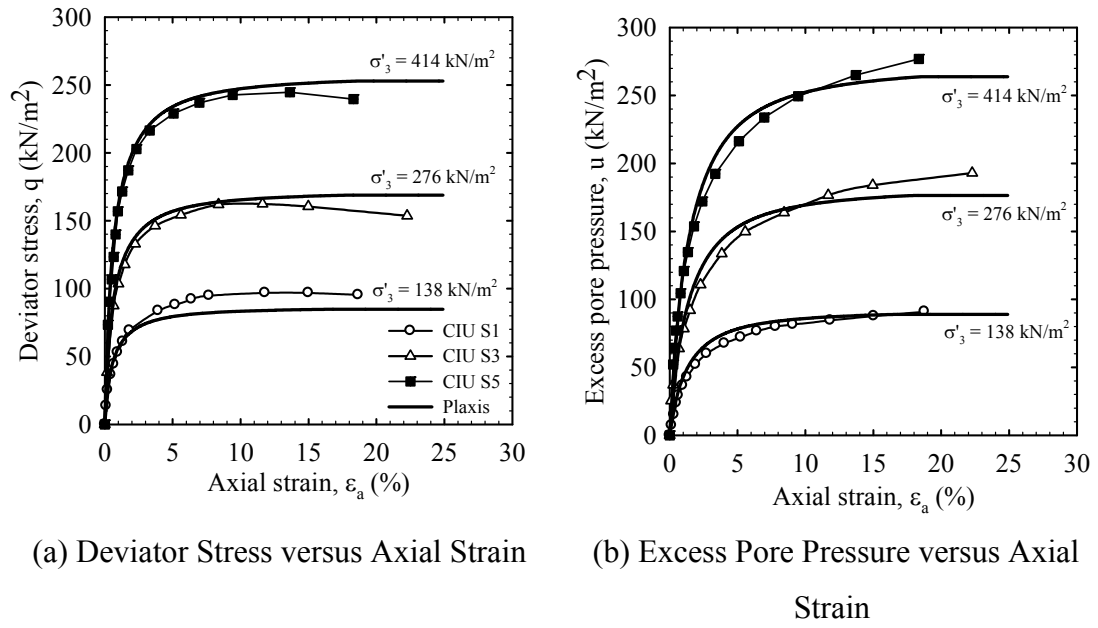 300
250
200
150
100
50
0
Deviator stress, q (kN/m²)
σ'₃ = 414 kN/m²
σ'₃ = 276 kN/m²
σ'₃ = 138 kN/m²
CIU S1
CIU S3
CIU S5
Plaxis
0 5 10 15 20 25 30
Axial strain, εₐ (%)
(a) Deviator Stress versus Axial Strain
300
250
200
150
100
50
0
Excess pore pressure, u (kN/m²)
σ'₃ = 414 kN/m²
σ'₃ = 276 kN/m²
σ'₃ = 138 kN/m²
0 5 10 15 20 25 30
Axial strain, εₐ (%)
(b) Excess Pore Pressure versus Axial
Strain